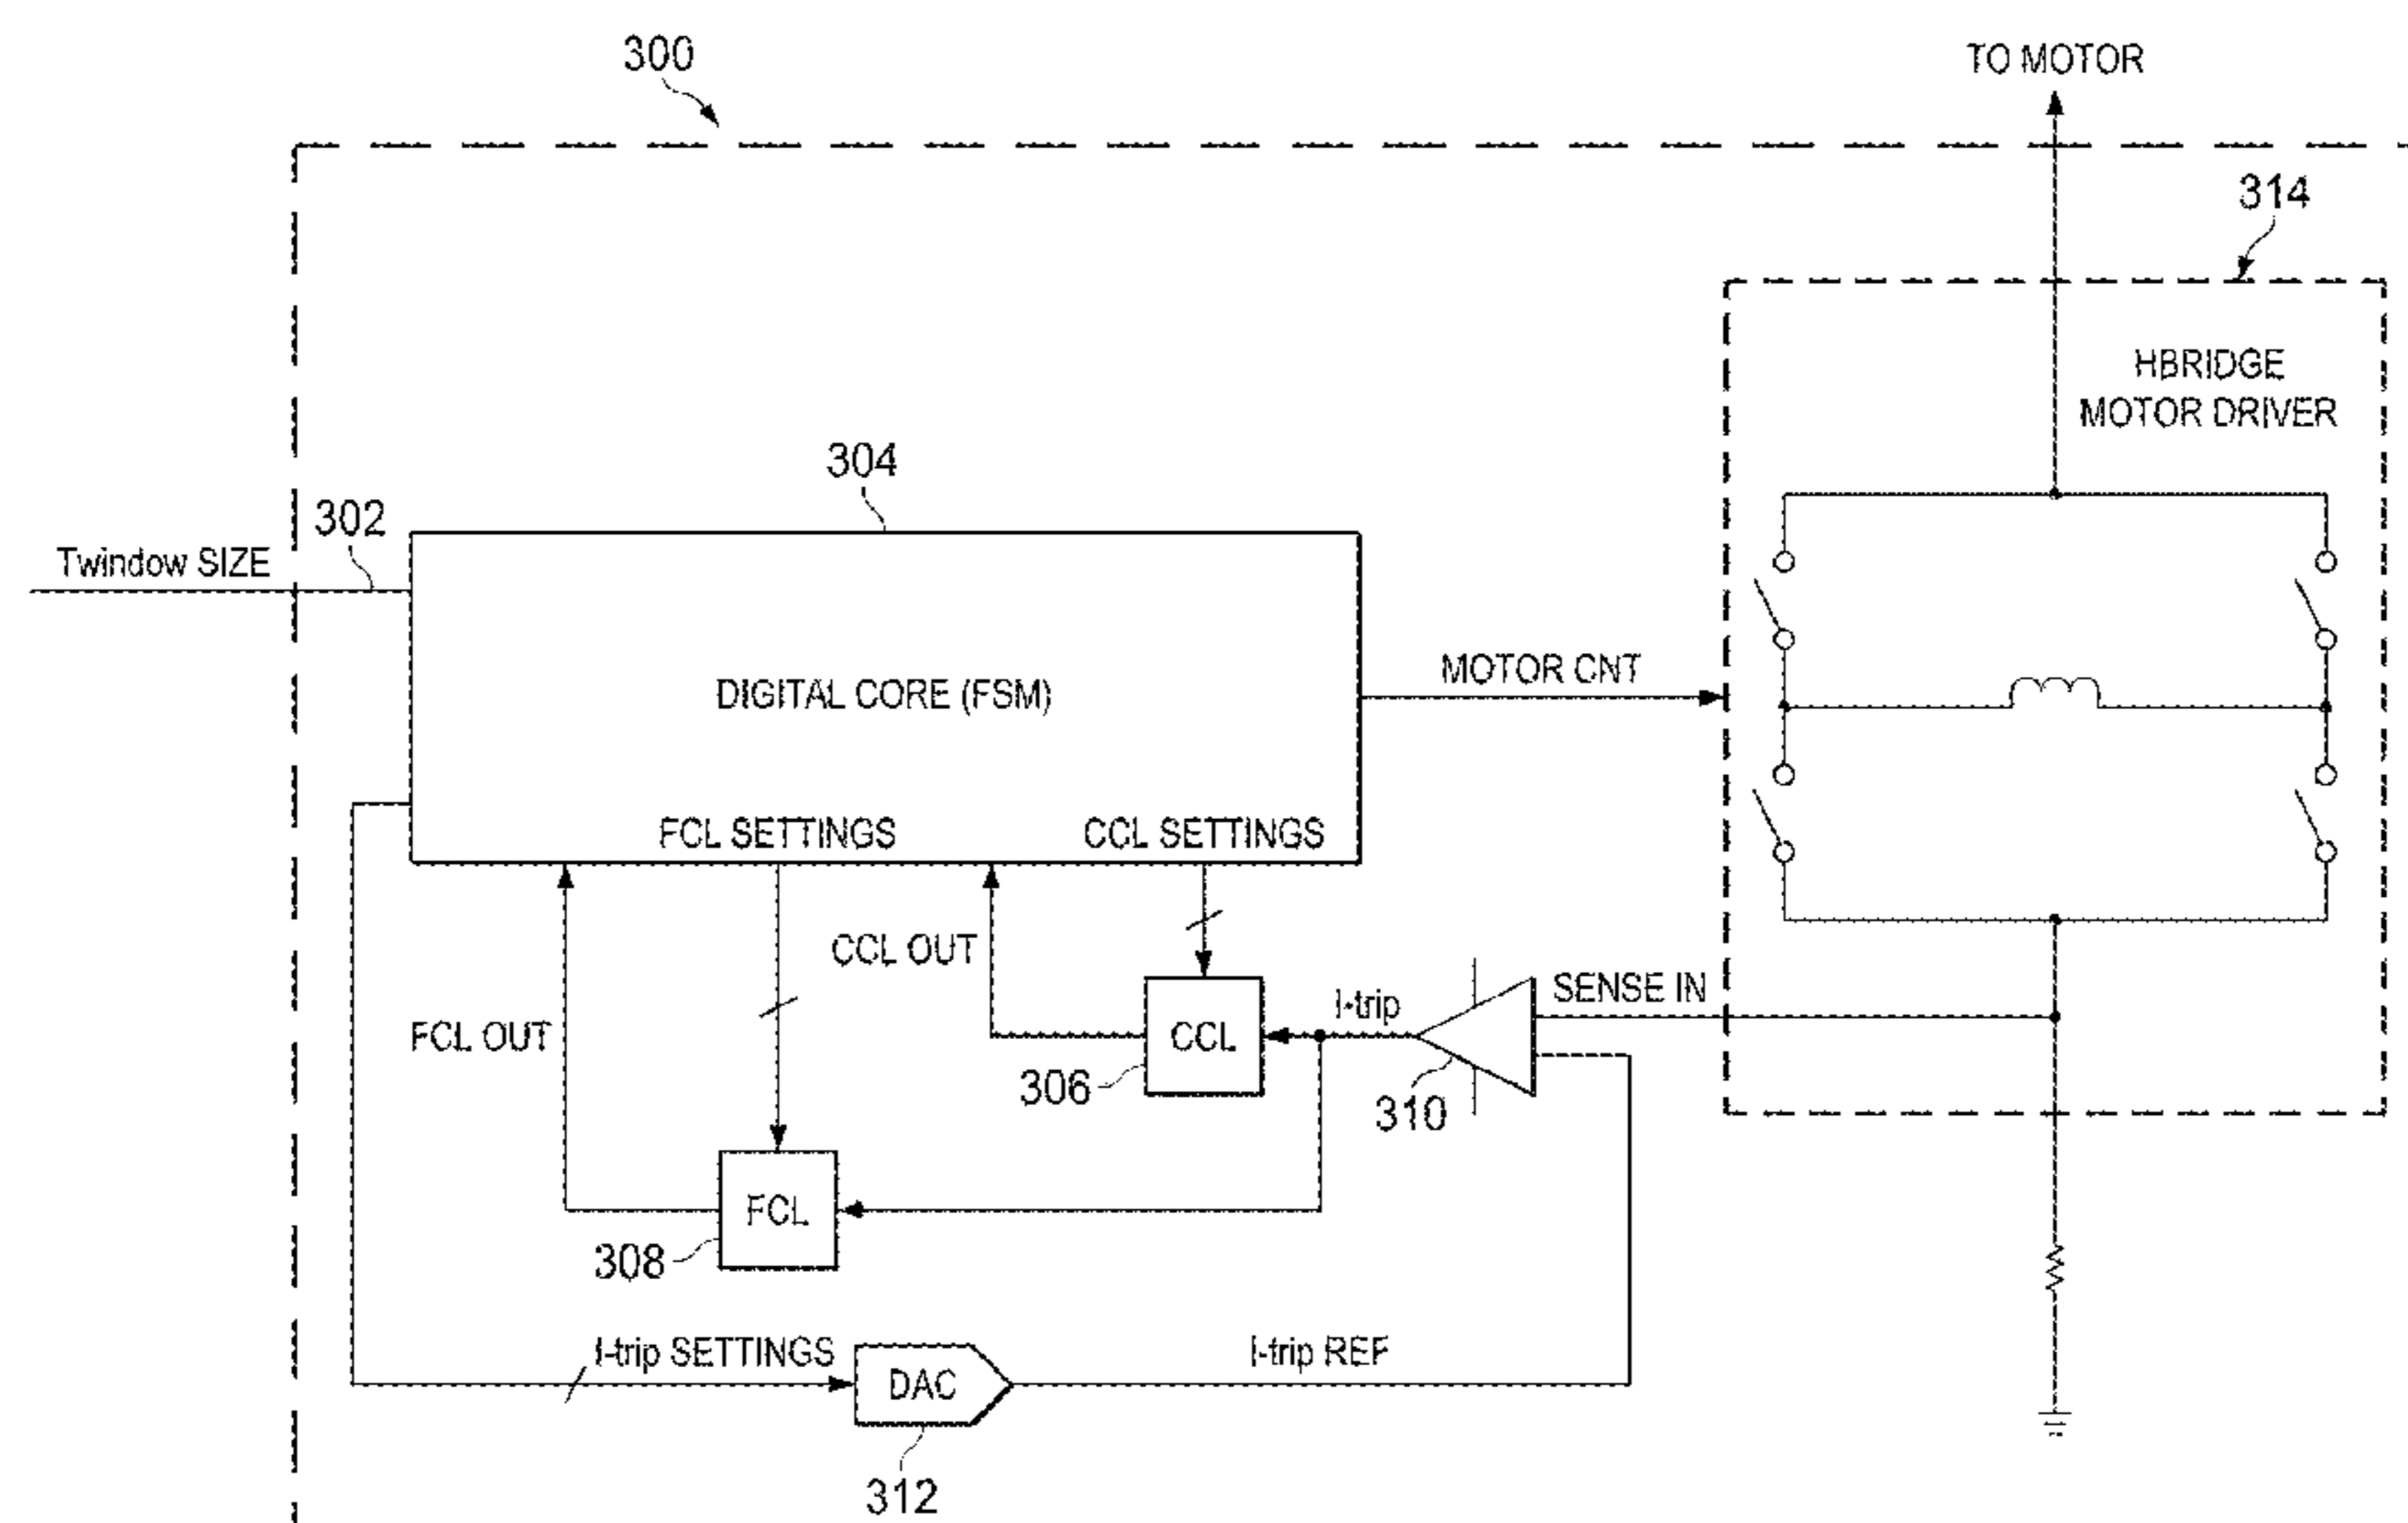 300
TO MOTOR
314
HBRIDGE
MOTOR DRIVER
304
302
Twindow SIZE
DIGITAL CORE (FSM)
MOTOR CNT
FCL SETTINGS
CCL SETTINGS
CCL OUT
FCL OUT
I-trip
SENSE IN
CCL
306
310
FCL
308
I-trip SETTINGS
DAC
I-trip REF
312